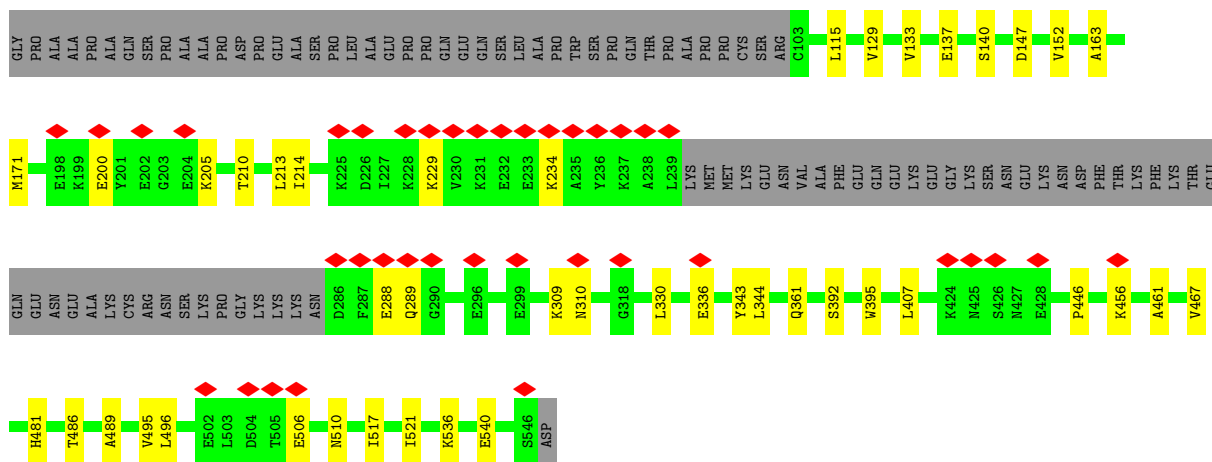 GLY PRO ALA ALA PRO ALA GLN SER PRO ALA ALA PRO ASP PRO GLU ALA SER PRO LEU ALA GLU PRO PRO GLN GLU GLN SER LEU ALA PRO TRP SER PRO GLN THR PRO ALA PRO PRO CYS SER ARG C103 L115 V129 V133 E137 S140 D147 V152 A163
M171 E198 K199 E200 Y201 E202 G203 E204 K205 T210 L213 I214 K225 D226 I227 K228 K229 V230 K231 E232 E233 K234 A235 Y236 K237 A238 L239 LYS MET MET LYS GLU ASN VAL ALA PHE GLU GLN GLU LYS GLU GLY LYS SER ASN GLU LYS ASN ASP PHE THR LYS PHE LYS THR GLU
GLN GLU ASN GLU ALA LYS CYS ARG ASN SER LYS PRO GLY LYS LYS LYS ASN D286 F287 E288 Q289 G290 E296 E299 K309 N310 G318 L330 E336 Y343 L344 Q361 S392 W395 L407 K424 N425 S426 N427 E428 P446 K456 A461 V467
H481 T486 A489 V495 L496 E502 L503 D504 T505 E506 N510 I517 I521 K536 E540 S546 ASP